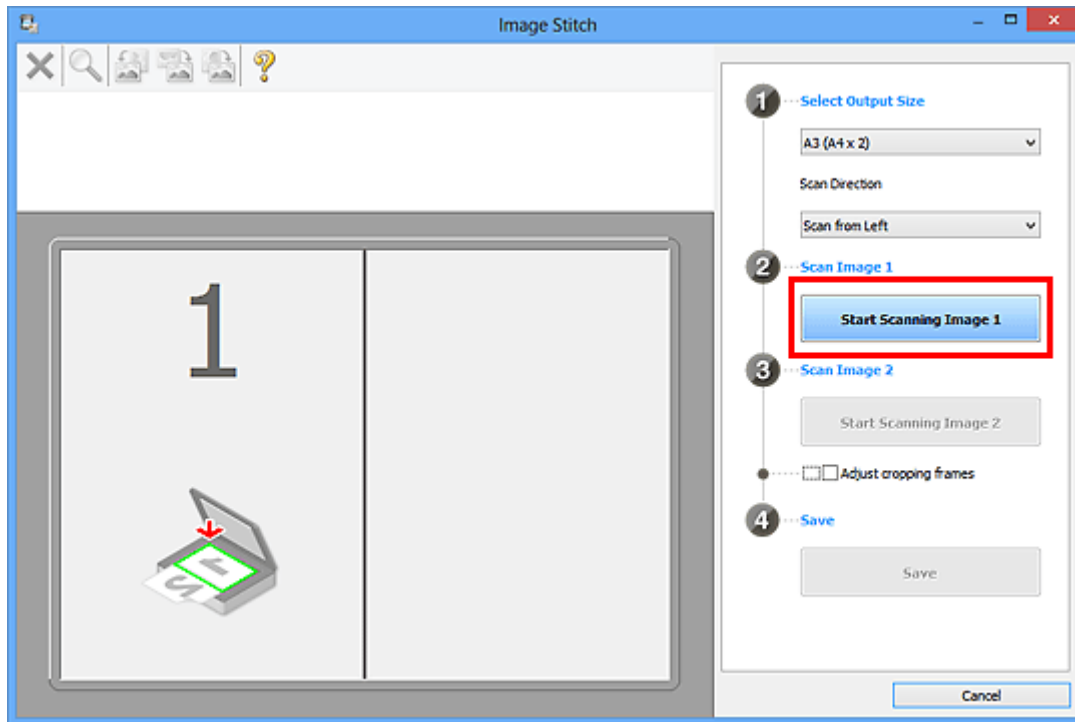 Image Stitch
1
Select Output Size
A3 (A4 x 2)
Scan Direction
Scan from Left
2
Scan Image 1
Start Scanning Image 1
3
Scan Image 2
Start Scanning Image 2
Adjust cropping frames
4
Save
Save
Cancel
1
1
2